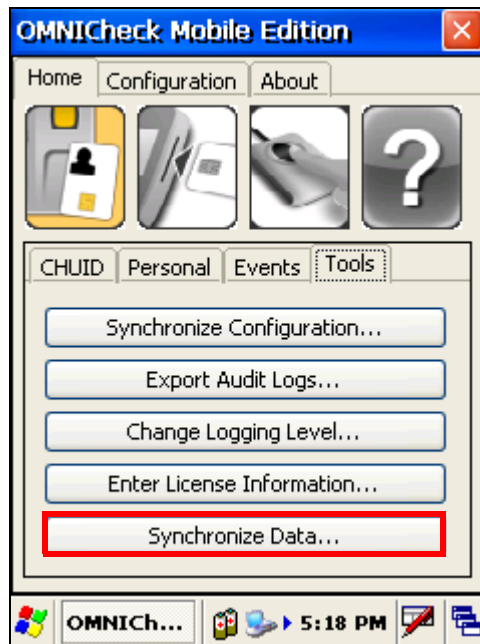 OMNICheck Mobile Edition
Home Configuration About
?
CHUID Personal Events Tools
Synchronize Configuration...
Export Audit Logs...
Change Logging Level...
Enter License Information...
Synchronize Data...
OMNICh... 5:18 PM